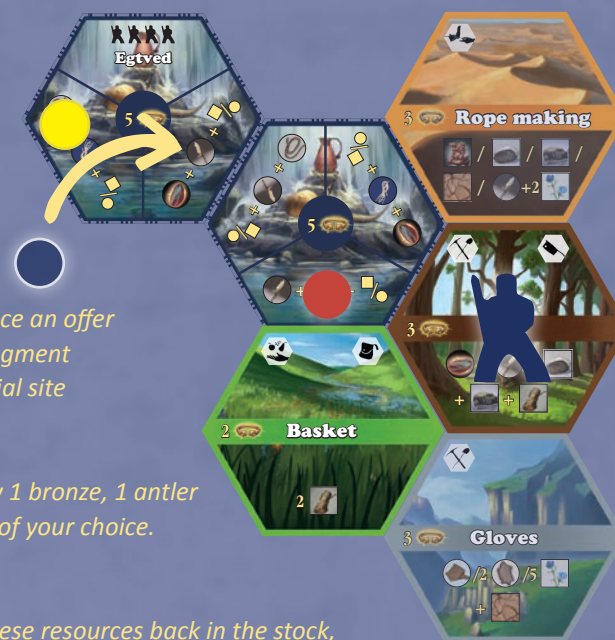 Egtved
5
3 Rope making
/ / /
/ +2
5
3
+ +
ce an offer
gment
ial site
2 Basket
2
1 bronze, 1 antler
of your choice.
3 Gloves
/2 /5
+
ese resources back in the stock,